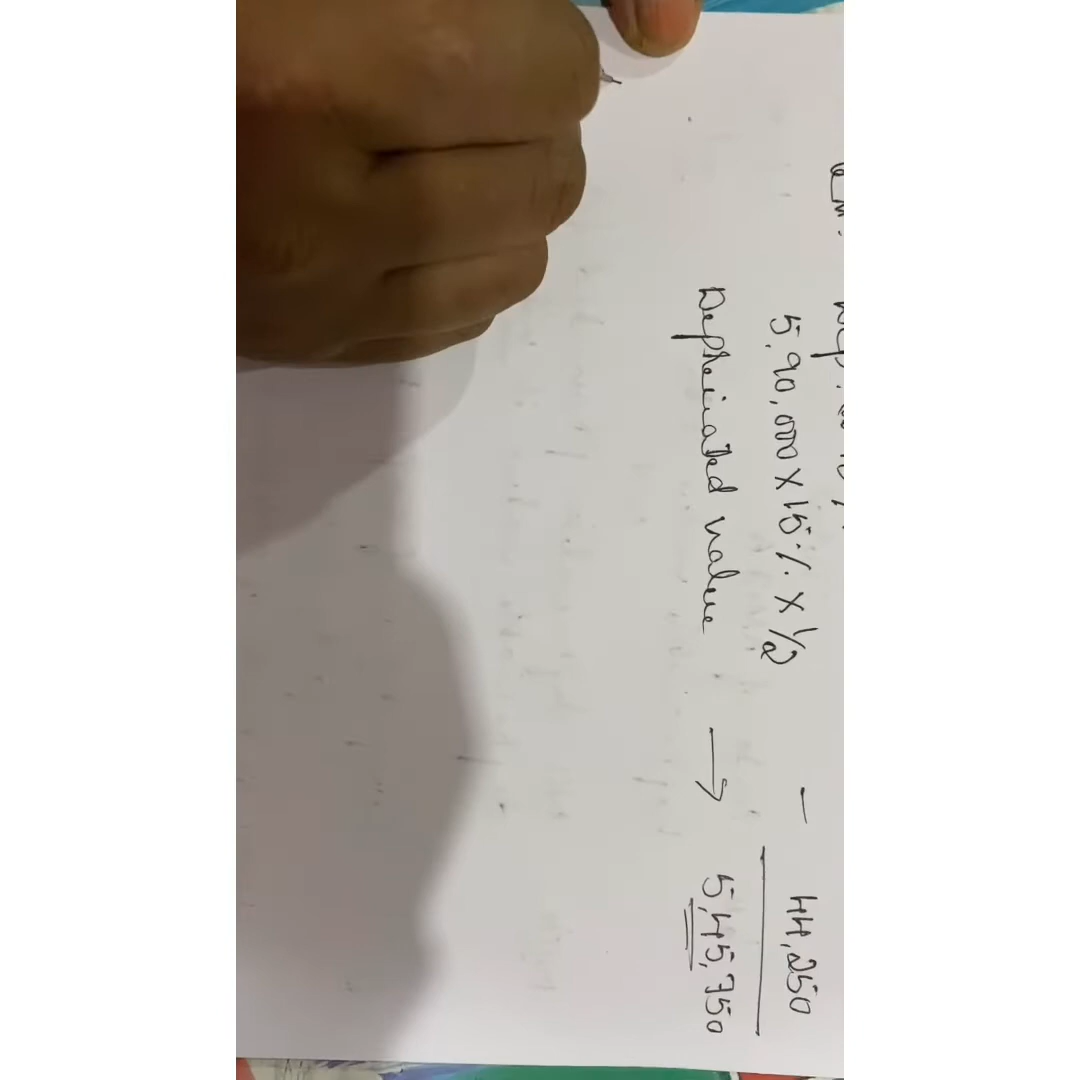 5,90,000 X 15% X 1/2 - 44,250
Depreciated value → 5,45,750